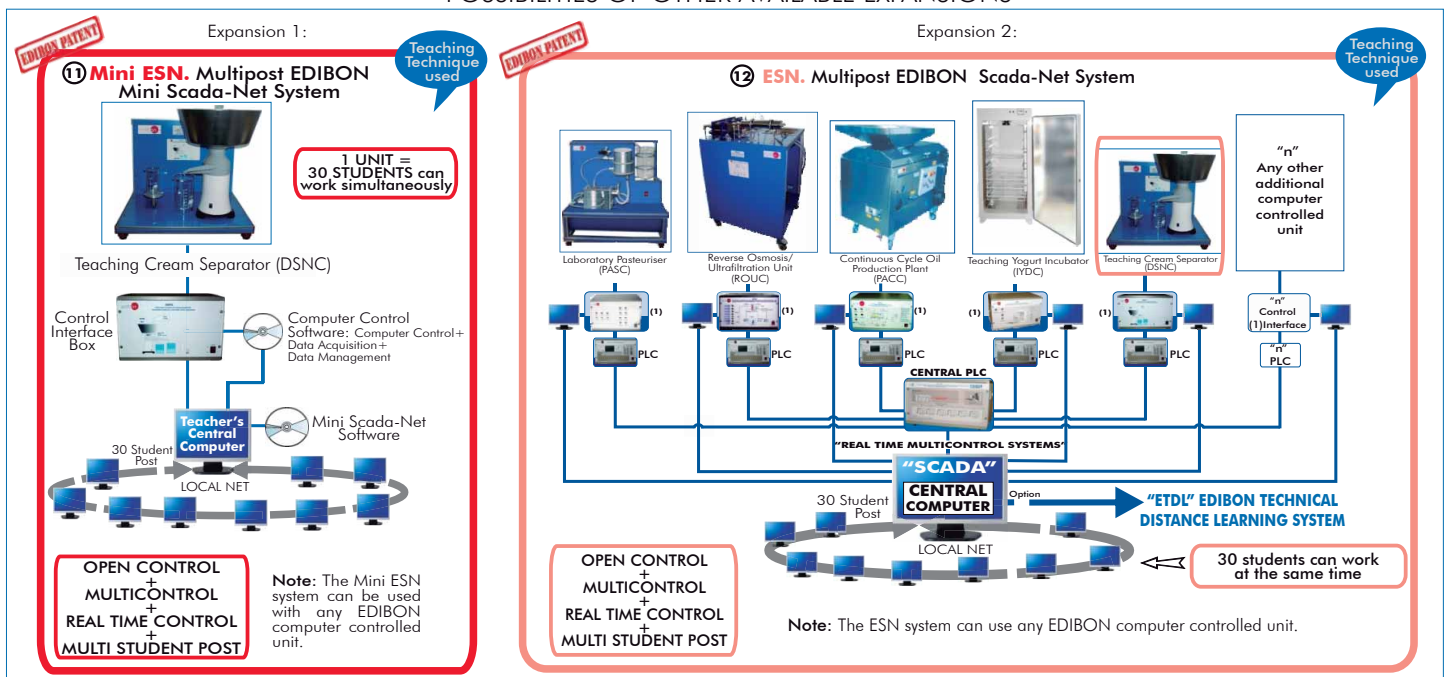 POSSIBILITIES OF OTHER AVAILABLE EXPANSIONS
Expansion 1:
EDIBON PATENT
Teaching
Technique
used
11 Mini ESN. Multipost EDIBON
Mini Scada-Net System
1 UNIT =
30 STUDENTS can
work simultaneously
Teaching Cream Separator (DSNC)
Control
Interface
Box
Computer Control
Software: Computer Control+
Data Acquisition+
Data Management
Teacher's
Central
Computer
Mini Scada-Net
Software
30 Student
Post
LOCAL NET
OPEN CONTROL
+
MULTICONTROL
+
REAL TIME CONTROL
+
MULTI STUDENT POST
Note: The Mini ESN
system can be used
with any EDIBON
computer controlled
unit.
Expansion 2:
EDIBON PATENT
Teaching
Technique
used
12 ESN. Multipost EDIBON Scada-Net System
Laboratory Pasteuriser
(PASC)
Reverse Osmosis/
Ultrafiltration Unit
(ROUC)
Continuous Cycle Oil
Production Plant
(PACC)
Teaching Yogurt Incubator
(IYDC)
Teaching Cream Separator
(DSNC)
"n"
Any other
additional
computer
controlled
unit
(1)
(1)
(1)
(1)
(1)
"n"
Control
(1)Interface
PLC
PLC
PLC
PLC
PLC
"n"
PLC
CENTRAL PLC
"REAL TIME MULTICONTROL SYSTEMS"
"SCADA"
CENTRAL
COMPUTER
Option
"ETDL" EDIBON TECHNICAL
DISTANCE LEARNING SYSTEM
30 Student
Post
LOCAL NET
30 students can work
at the same time
OPEN CONTROL
+
MULTICONTROL
+
REAL TIME CONTROL
+
MULTI STUDENT POST
Note: The ESN system can use any EDIBON computer controlled unit.